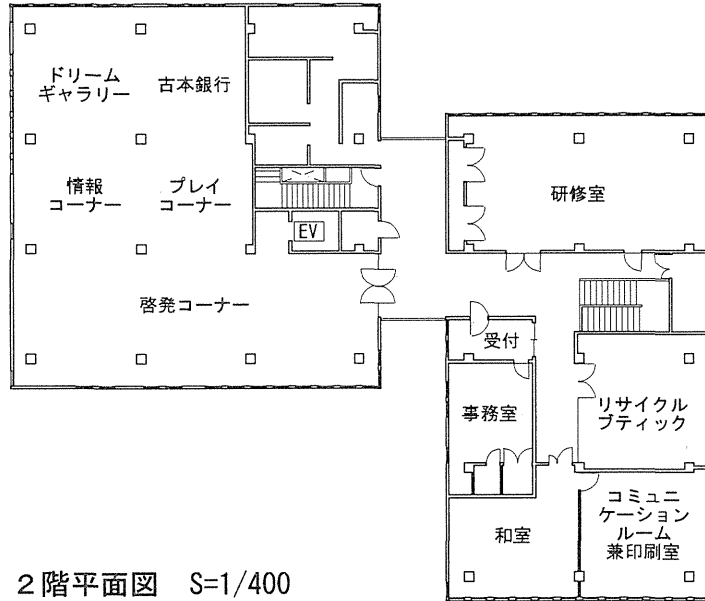 ドリーム
ギャラリー
古本銀行
情報
コーナー
プレイ
コーナー
研修室
EV
啓発コーナー
受付
事務室
リサイクル
ブティック
和室
コミュニ
ケーション
ルーム
兼印刷室
2階平面図 S=1/400